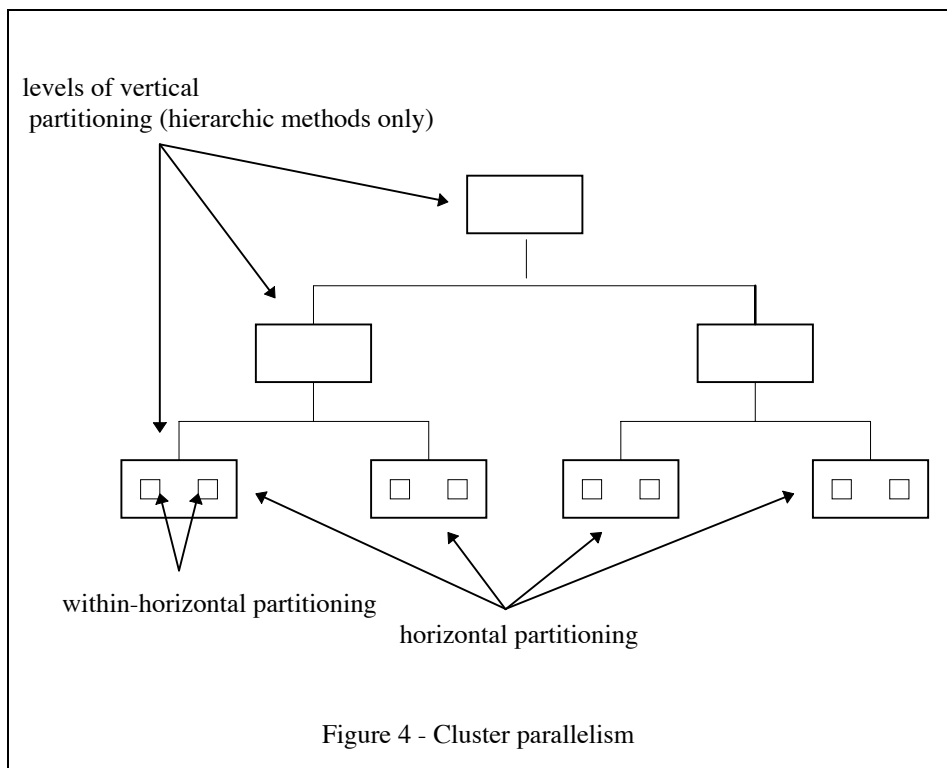 levels of vertical
partitioning (hierarchic methods only)
within-horizontal partitioning
horizontal partitioning
Figure 4 - Cluster parallelism